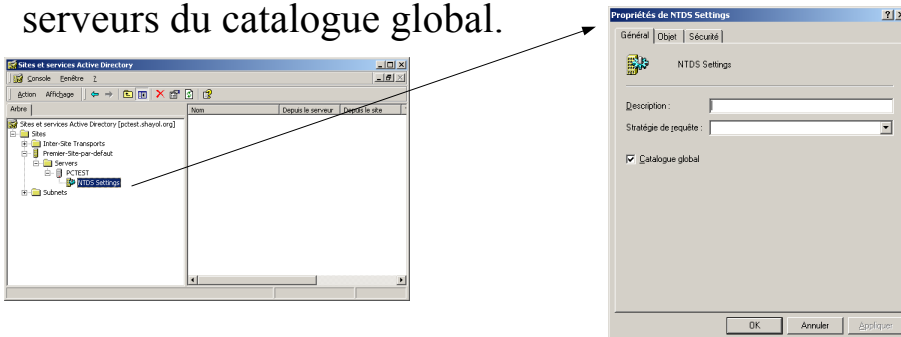 serveurs du catalogue global.
Sites et services Active Directory
Console Fenêtre ?
Action Affichage
Arbre
Nom Depuis le serveur Depuis le site
Sites et services Active Directory [pctest.shayol.org]
Sites
Inter-Site Transports
Premier-Site-par-defaut
Servers
PCTEST
NTDS Settings
Subnets
Propriétés de NTDS Settings
Général Objet Sécurité
NTDS Settings
Description :
Stratégie de requête :
Catalogue global
OK Annuler Appliquer